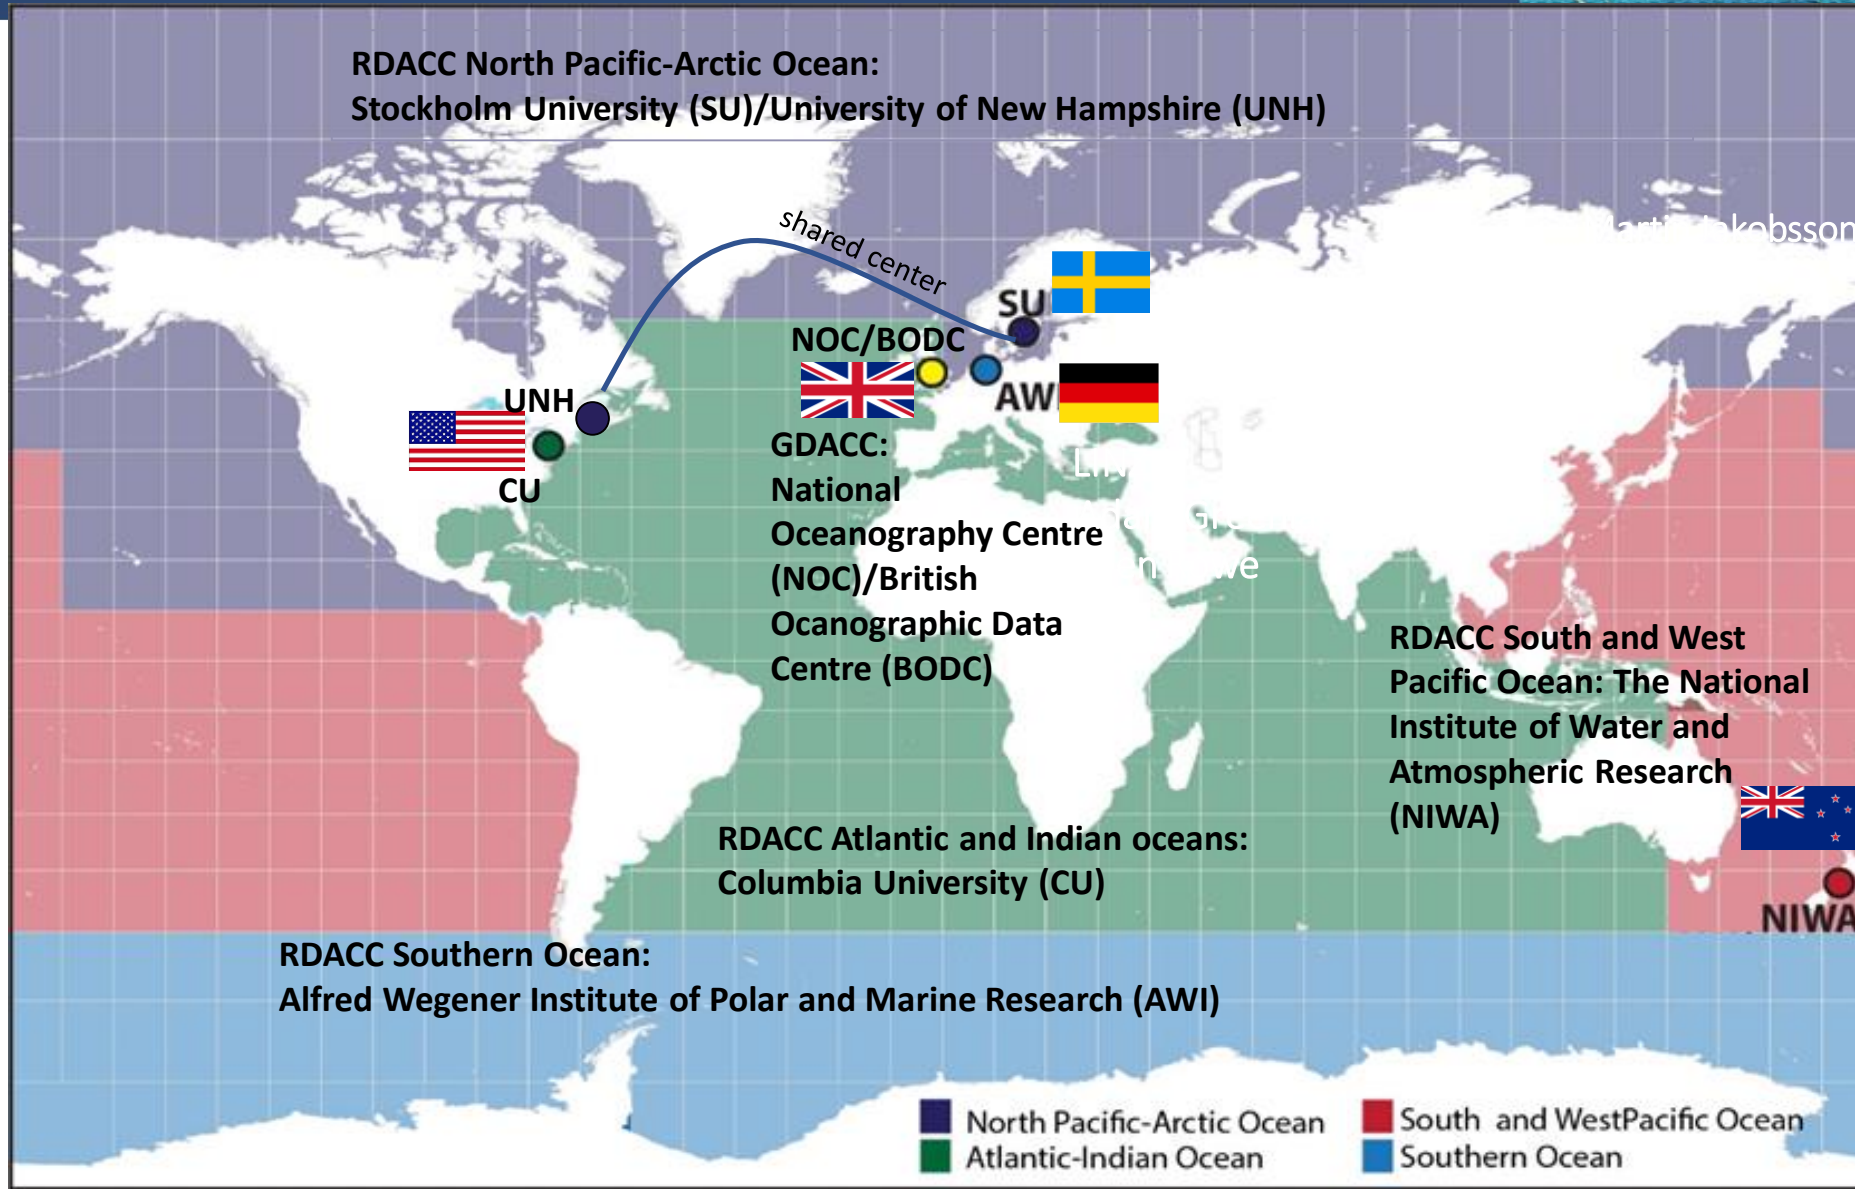 RDACC North Pacific-Arctic Ocean:
Stockholm University (SU)/University of New Hampshire (UNH)
shared center
SU
NOC/BODC
UNH
CU
GDACC:
National
Oceanography Centre
(NOC)/British
Ocanographic Data
Centre (BODC)
RDACC South and West
Pacific Ocean: The National
Institute of Water and
Atmospheric Research
(NIWA)
RDACC Atlantic and Indian oceans:
Columbia University (CU)
NIWA
RDACC Southern Ocean:
Alfred Wegener Institute of Polar and Marine Research (AWI)
North Pacific-Arctic Ocean
Atlantic-Indian Ocean
South and WestPacific Ocean
Southern Ocean